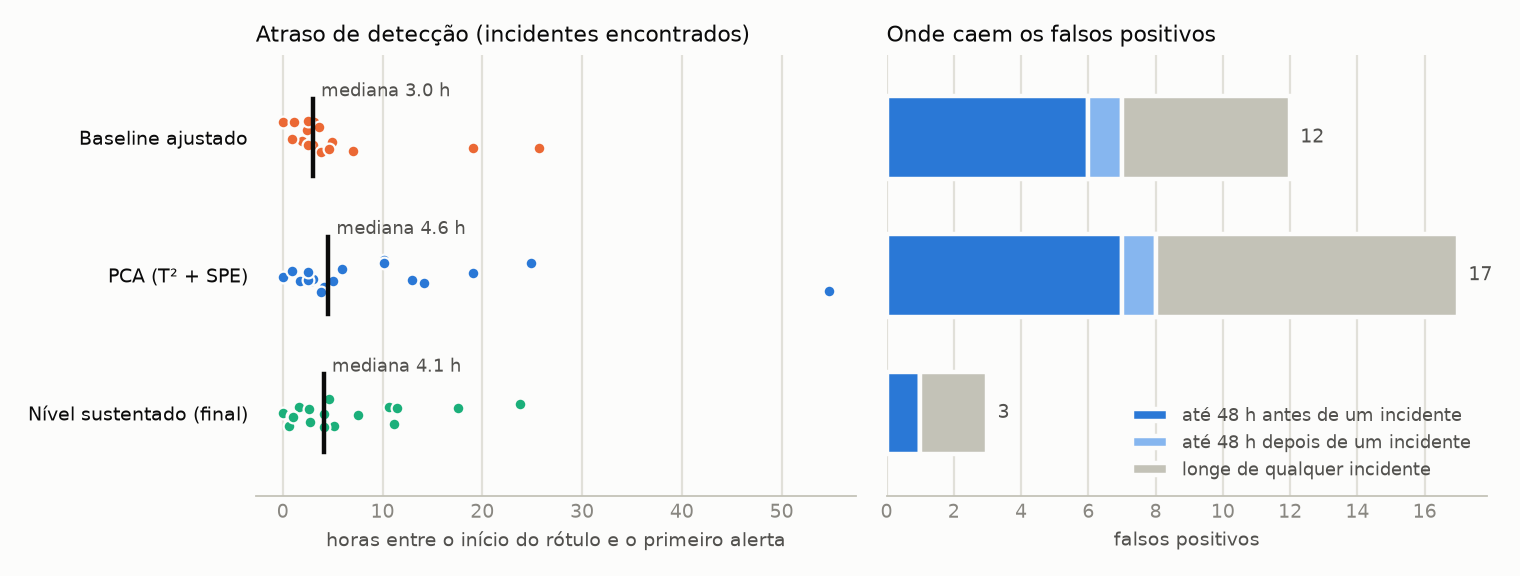 Atraso de detecção (incidentes encontrados)
mediana 3.0 h
Baseline ajustado
mediana 4.6 h
PCA (T² + SPE)
mediana 4.1 h
Nível sustentado (final)
0 10 20 30 40 50
horas entre o início do rótulo e o primeiro alerta
Onde caem os falsos positivos
12
17
3
até 48 h antes de um incidente
até 48 h depois de um incidente
longe de qualquer incidente
0 2 4 6 8 10 12 14 16
falsos positivos